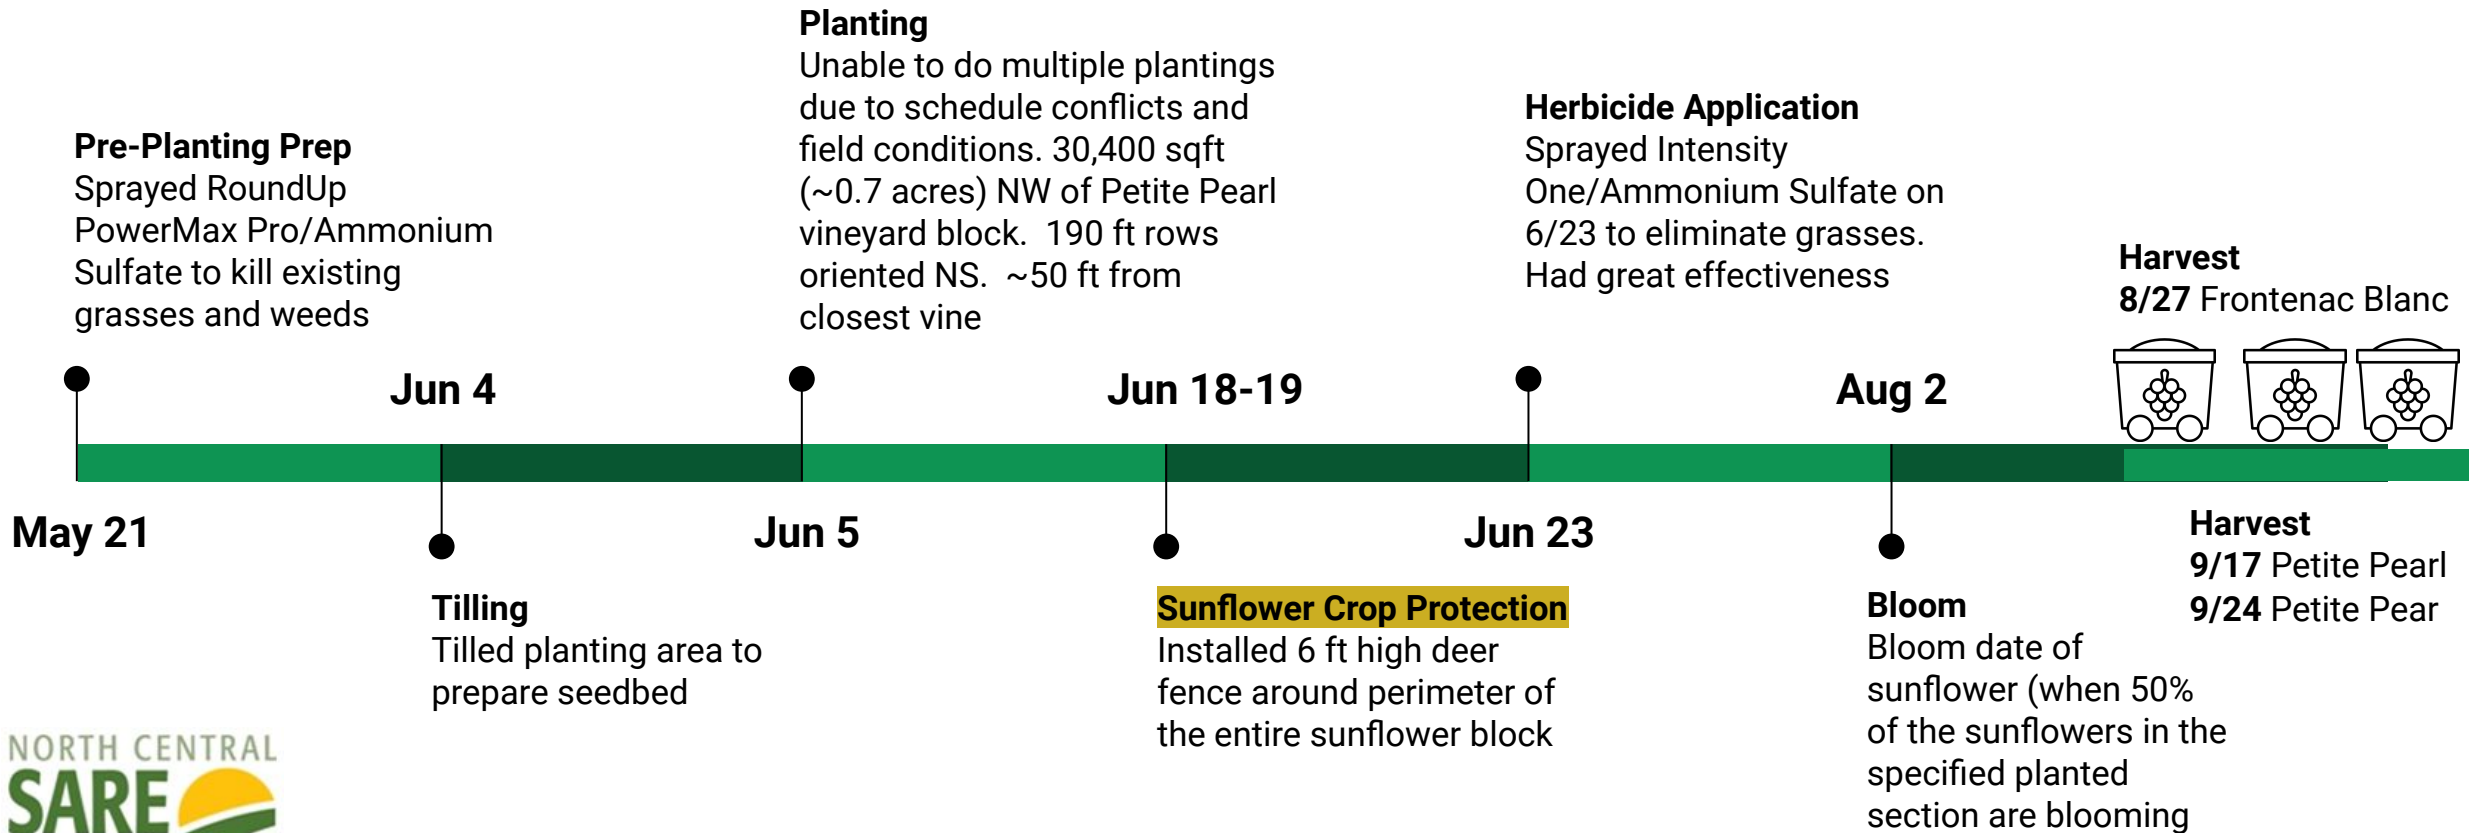 Planting
Unable to do multiple plantings
due to schedule conflicts and
field conditions. 30,400 sqft
(~0.7 acres) NW of Petite Pearl
vineyard block.  190 ft rows
oriented NS.  ~50 ft from
closest vine
Pre-Planting Prep
Sprayed RoundUp
PowerMax Pro/Ammonium
Sulfate to kill existing
grasses and weeds
Herbicide Application
Sprayed Intensity
One/Ammonium Sulfate on
6/23 to eliminate grasses.
Had great effectiveness
Harvest
8/27 Frontenac Blanc
Jun 4
Jun 18-19
Aug 2
May 21
Jun 5
Jun 23
Harvest
9/17 Petite Pearl
9/24 Petite Pear
Tilling
Tilled planting area to
prepare seedbed
Sunflower Crop Protection
Installed 6 ft high deer
fence around perimeter of
the entire sunflower block
Bloom
Bloom date of
sunflower (when 50%
of the sunflowers in the
specified planted
section are blooming
NORTH CENTRAL
SARE